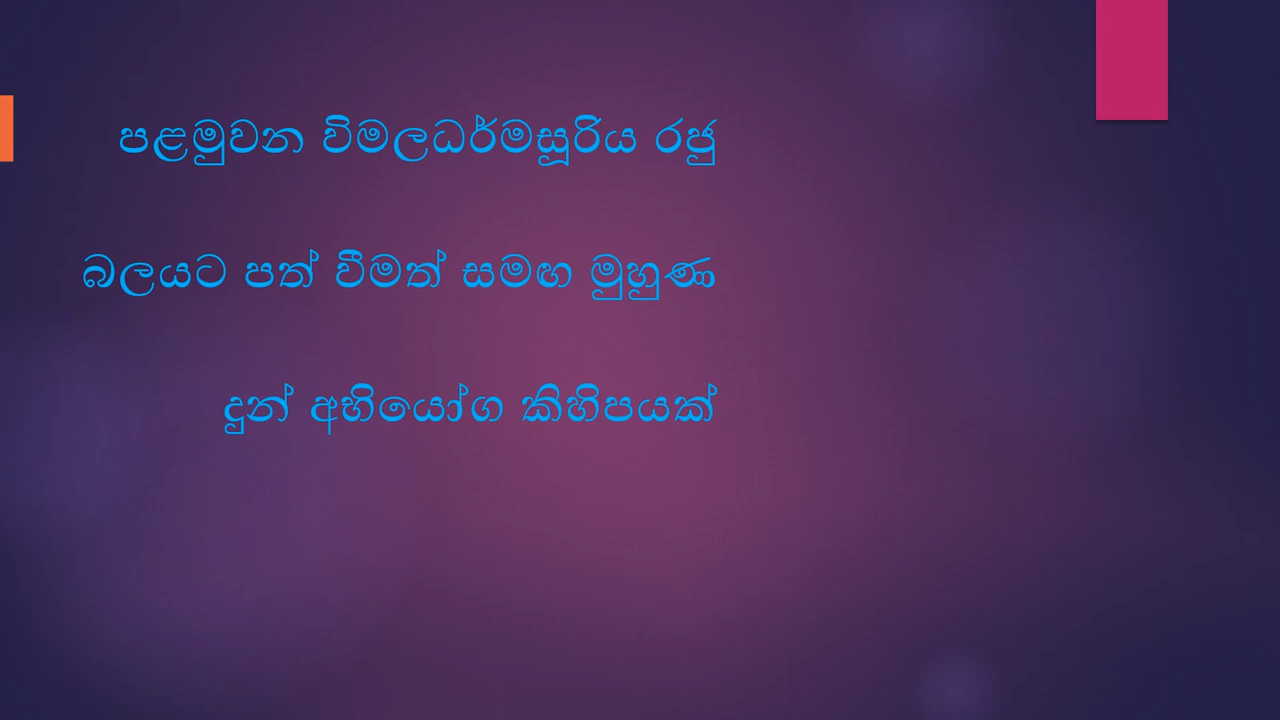 පළමුවන විමලධර්මසූරිය රජු
බලයට පත් වීමත් සමඟ මුහුණ
දුන් අභියෝග කිහිපයක්